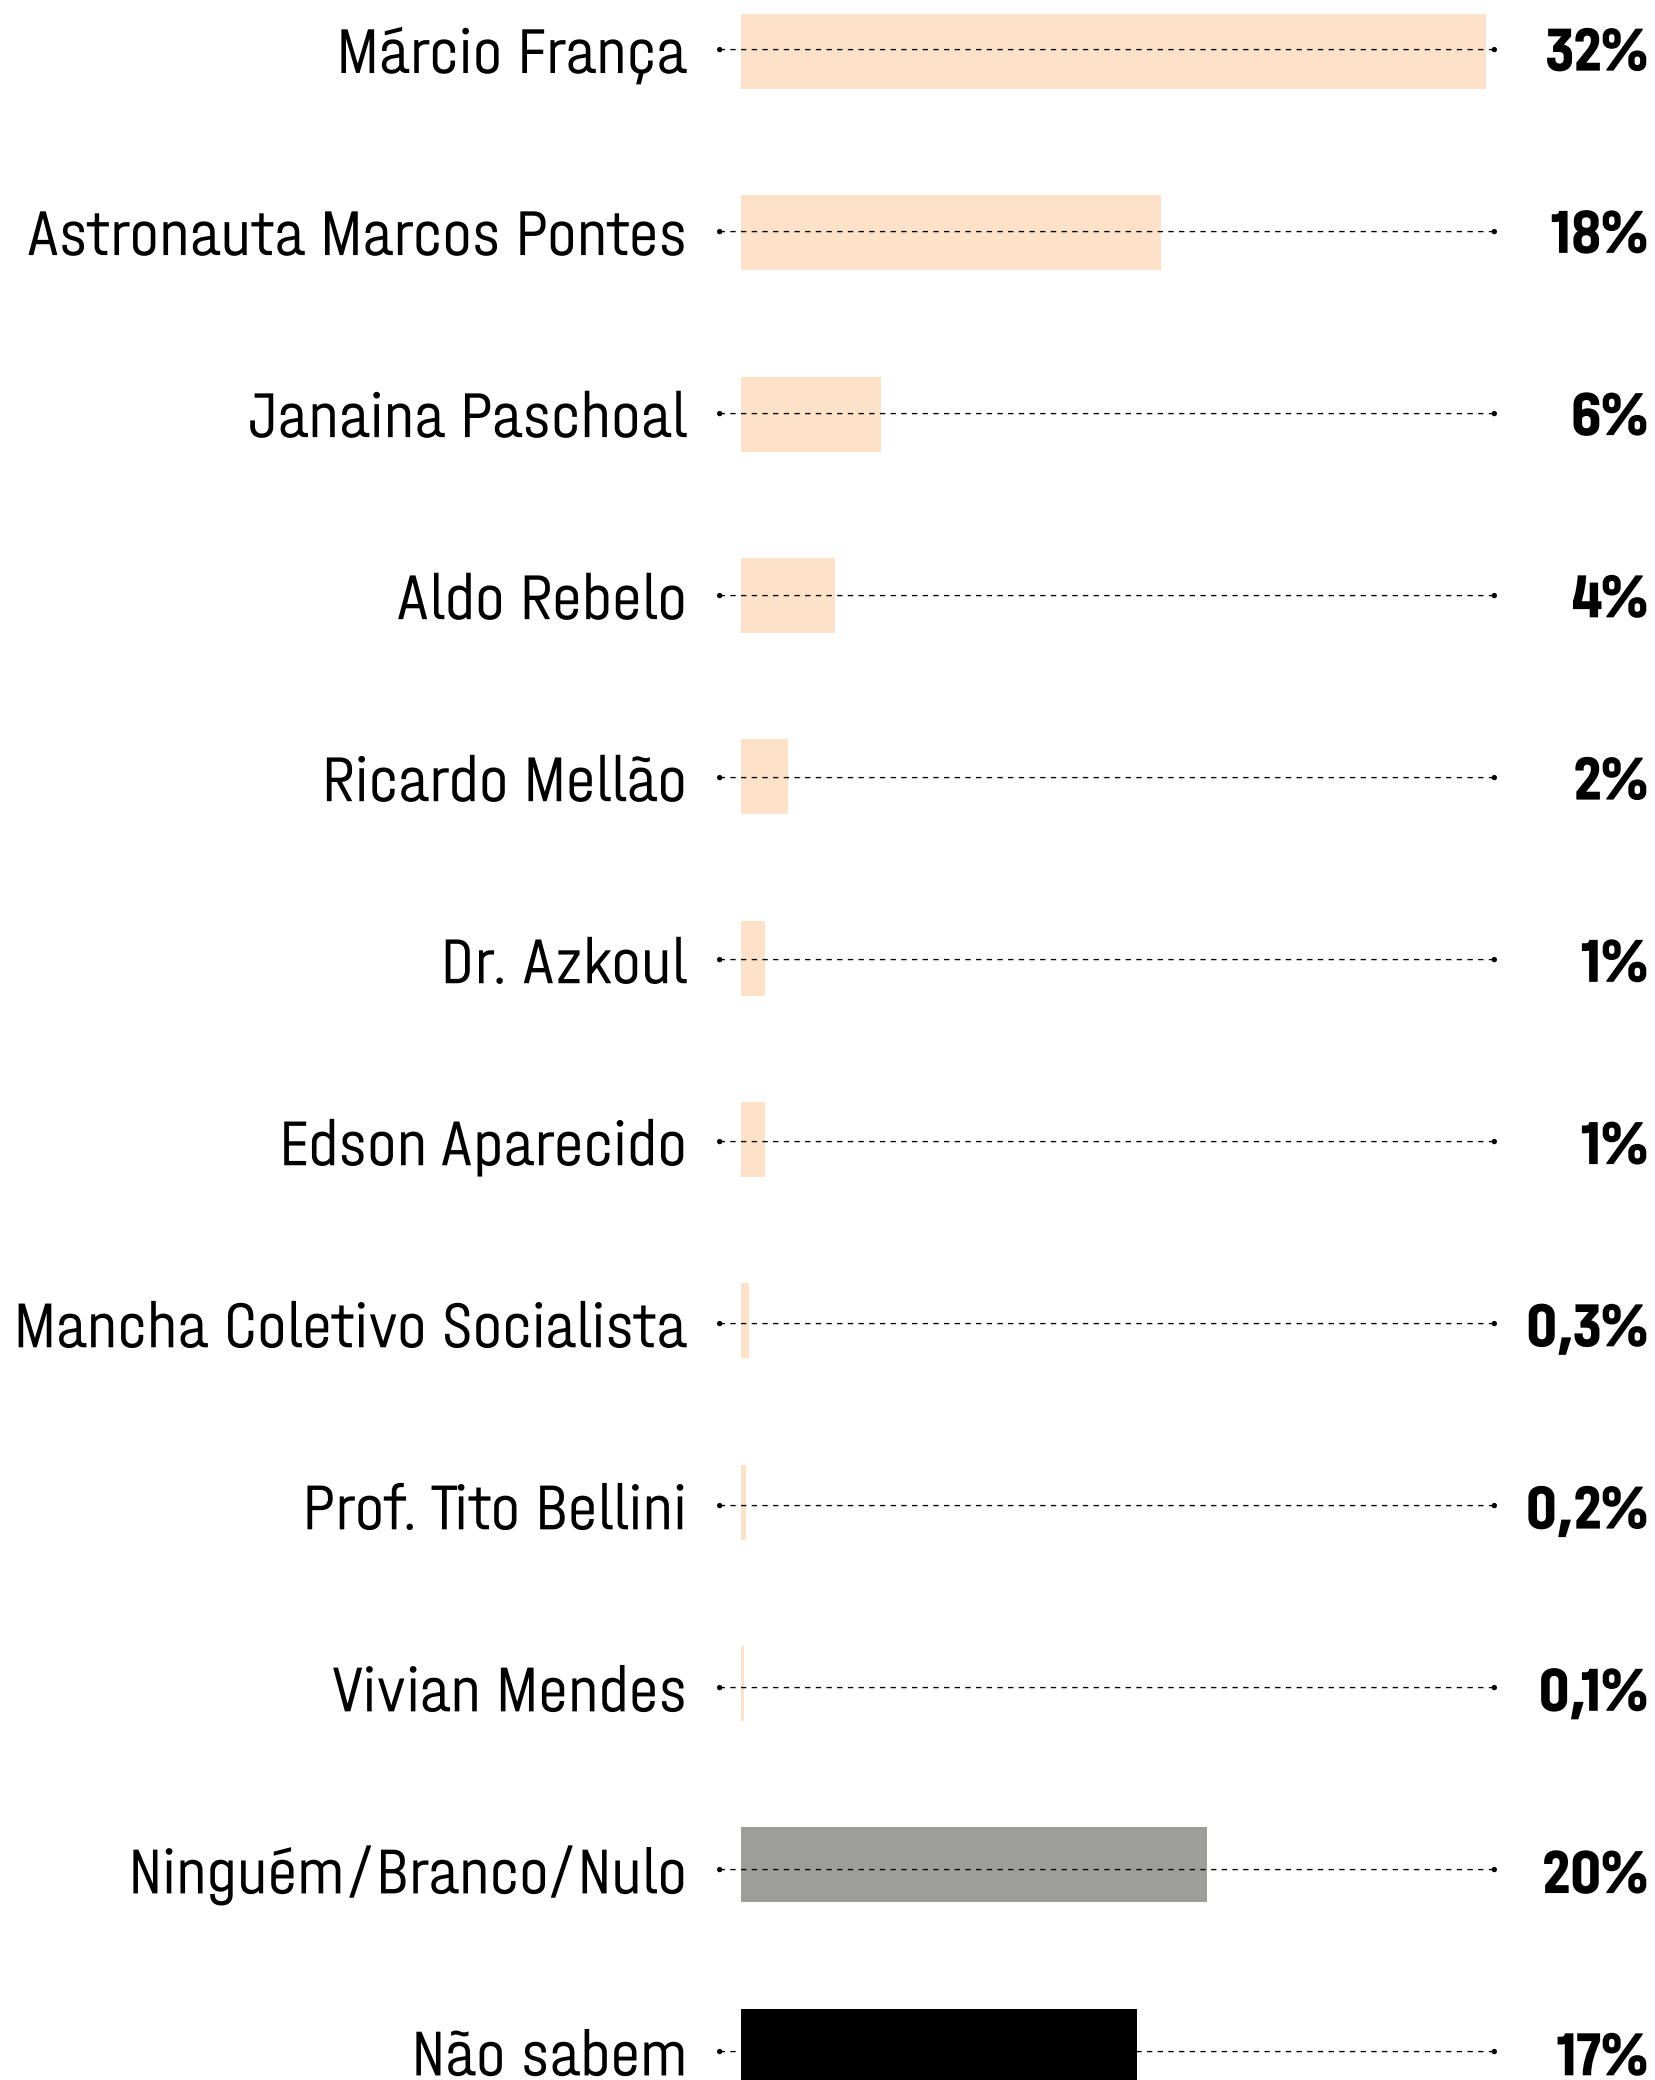 Márcio França 32%
Astronauta Marcos Pontes 18%
Janaina Paschoal 6%
Aldo Rebelo 4%
Ricardo Mellão 2%
Dr. Azkoul 1%
Edson Aparecido 1%
Mancha Coletivo Socialista 0,3%
Prof. Tito Bellini 0,2%
Vivian Mendes 0,1%
Ninguém/Branco/Nulo 20%
Não sabem 17%